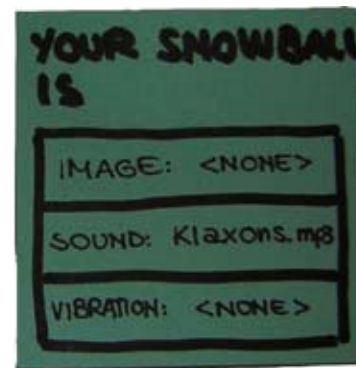 YOUR SNOWBALL
IS
IMAGE: <NONE>
SOUND: Klaxons.mp3
VIBRATION: <NONE>